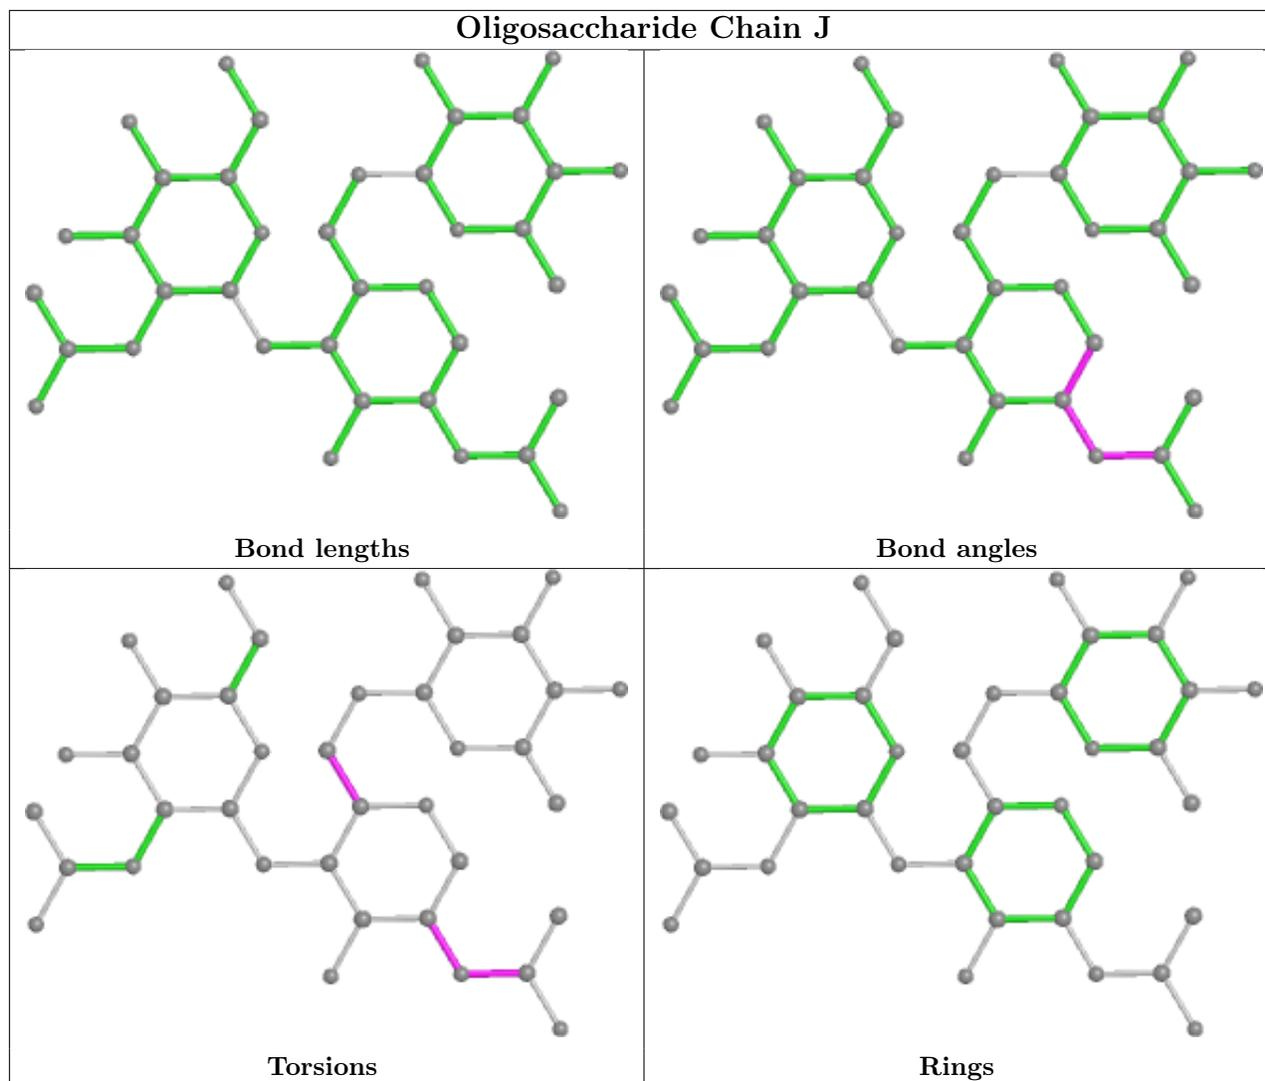 Oligosaccharide Chain J
Bond lengths
Bond angles
Torsions
Rings